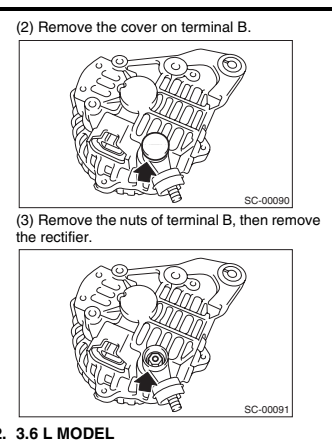 (2) Remove the cover on terminal B.
SC-00090
(3) Remove the nuts of terminal B, then remove
the rectifier.
SC-00091
2. 3.6 L MODEL